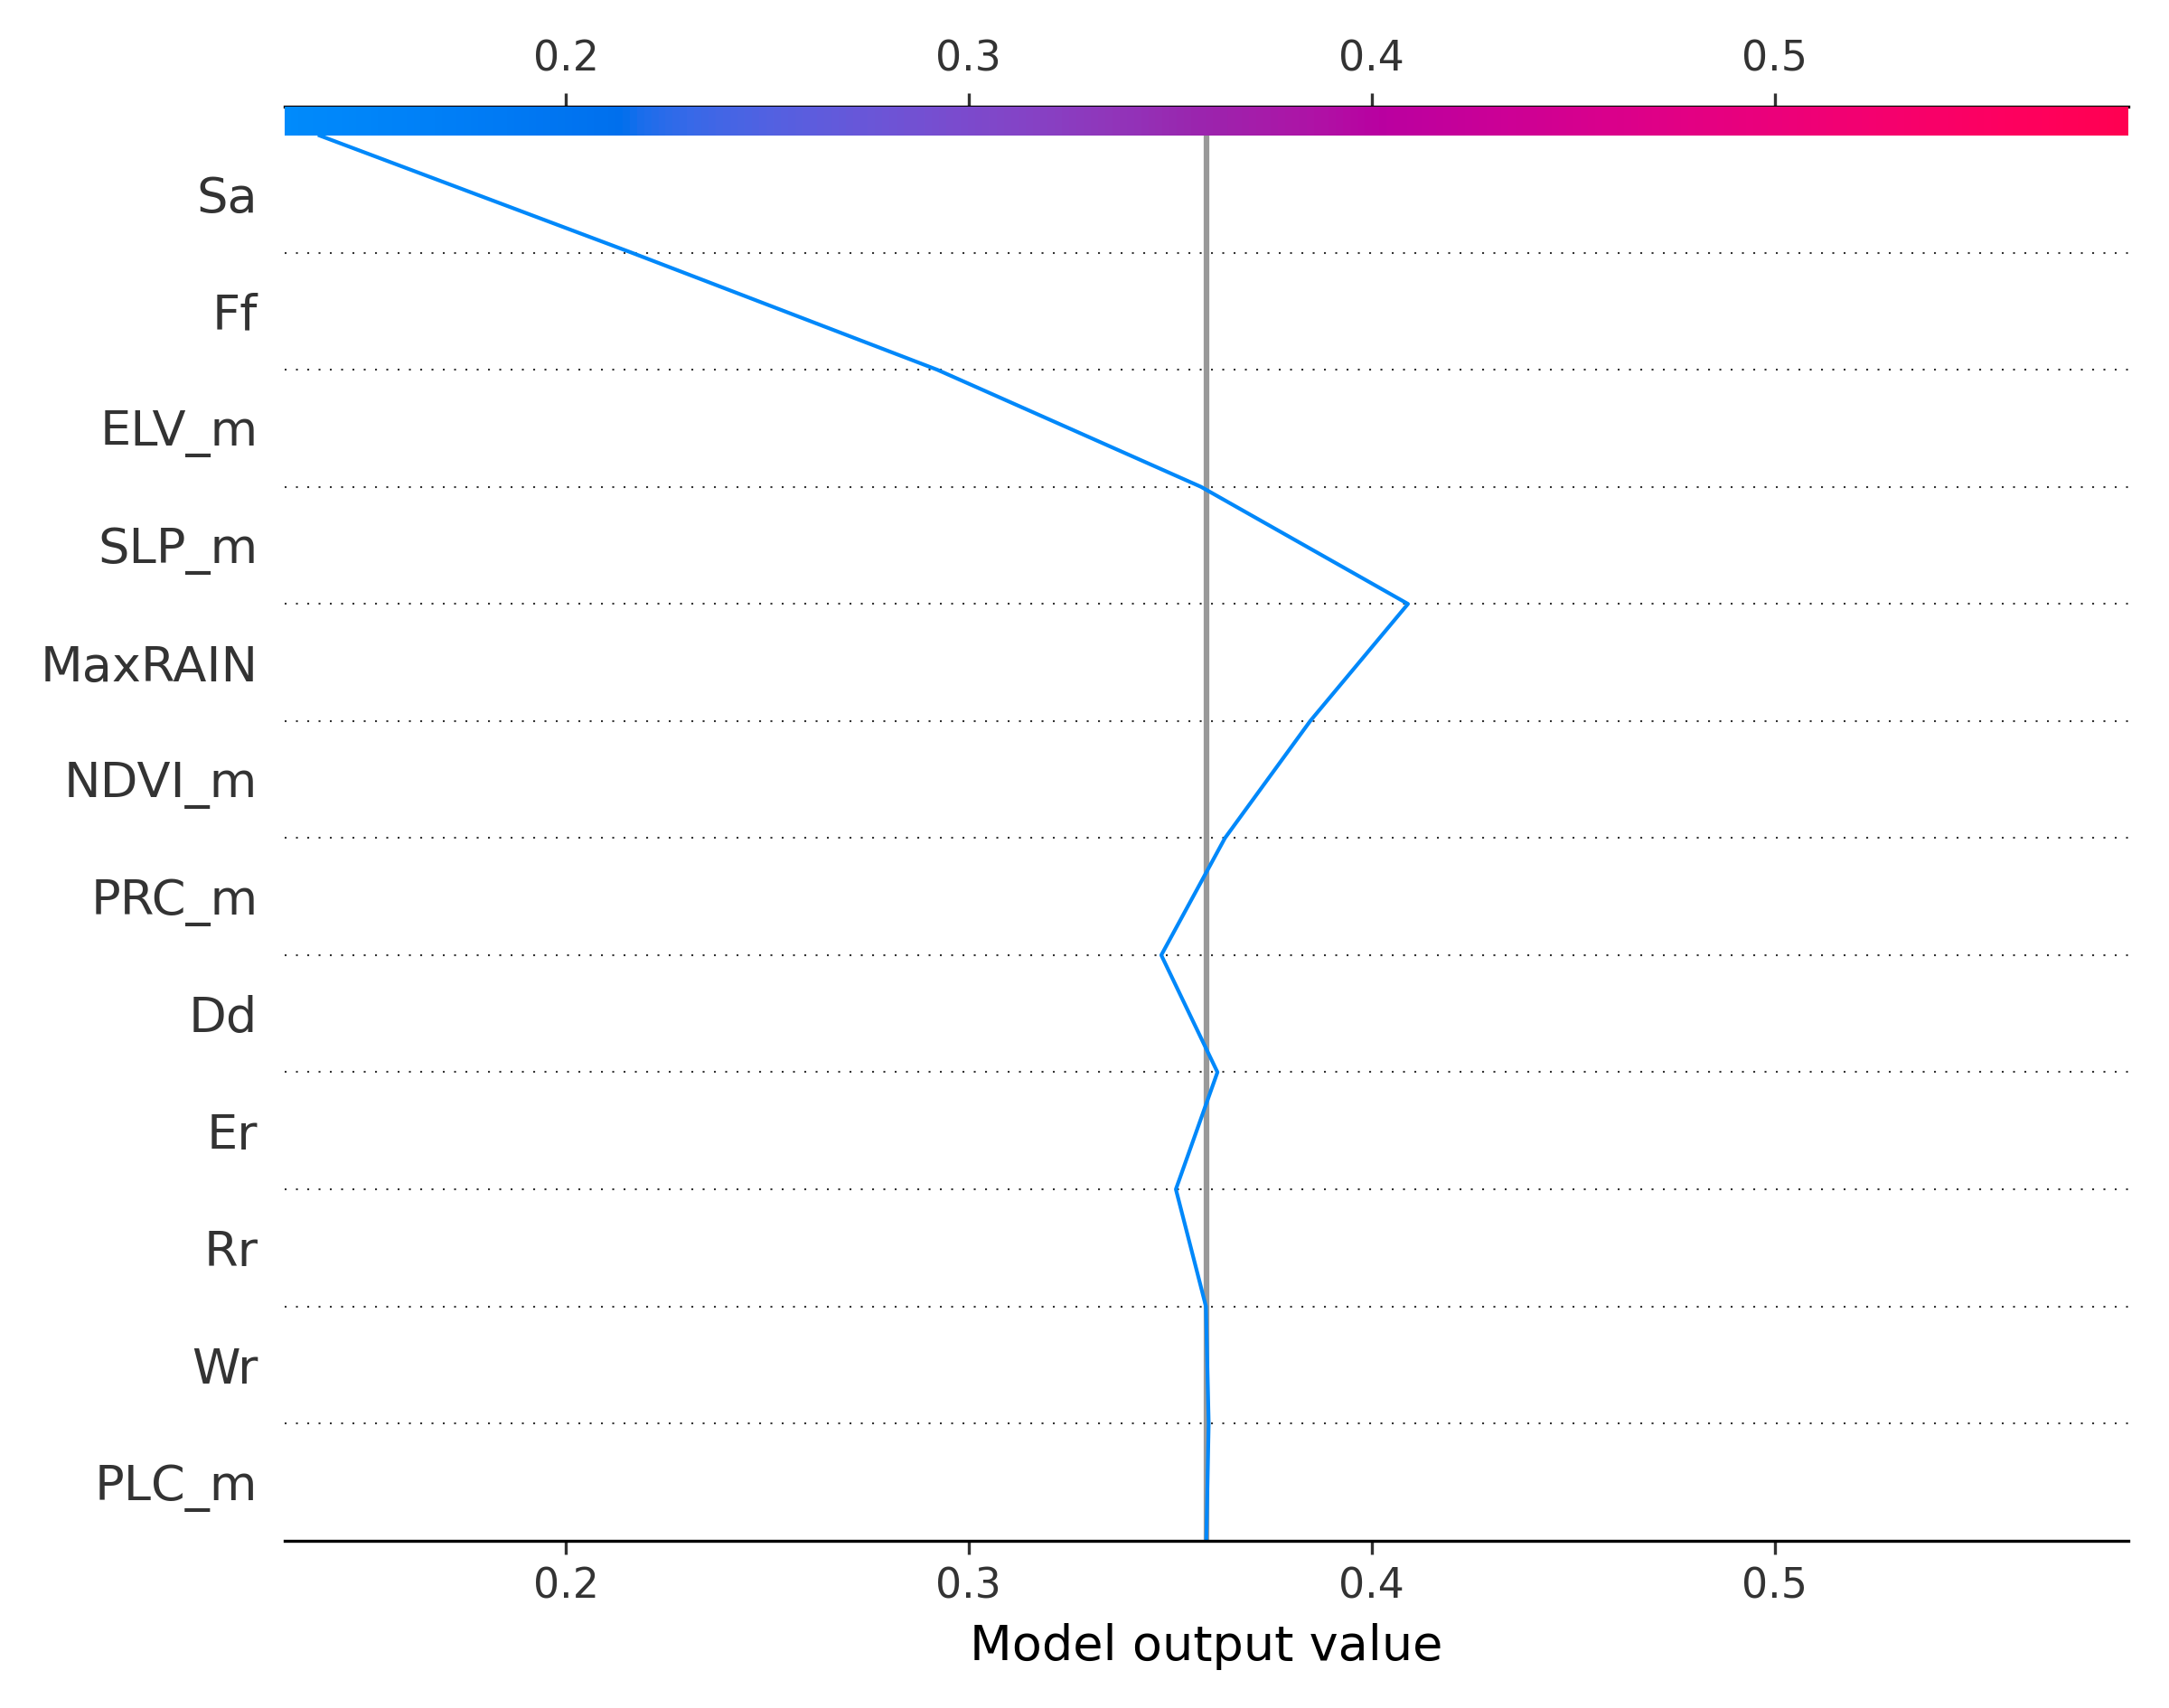 0.2 0.3 0.4 0.5
Sa
Ff
ELV_m
SLP_m
MaxRAIN
NDVI_m
PRC_m
Dd
Er
Rr
Wr
PLC_m
0.2 0.3 0.4 0.5
Model output value